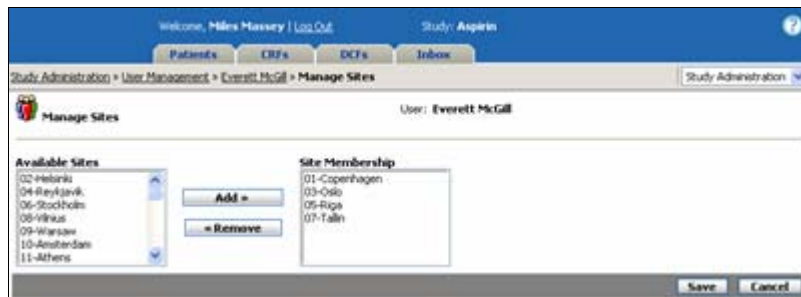 Welcome, Miles Massey | Log Out Study: Aspirin ?
Patients CRFs DCFs Inbox
Study Administration » User Management » Everett McGill » Manage Sites Study Administration
Manage Sites User: Everett McGill
Available Sites Site Membership
02-Helsinki
04-Reykjavik
06-Stockholm
08-Vilnius
09-Warsaw
10-Amsterdam
11-Athens
Add »
« Remove
01-Copenhagen
03-Oslo
05-Riga
07-Tallin
Save Cancel